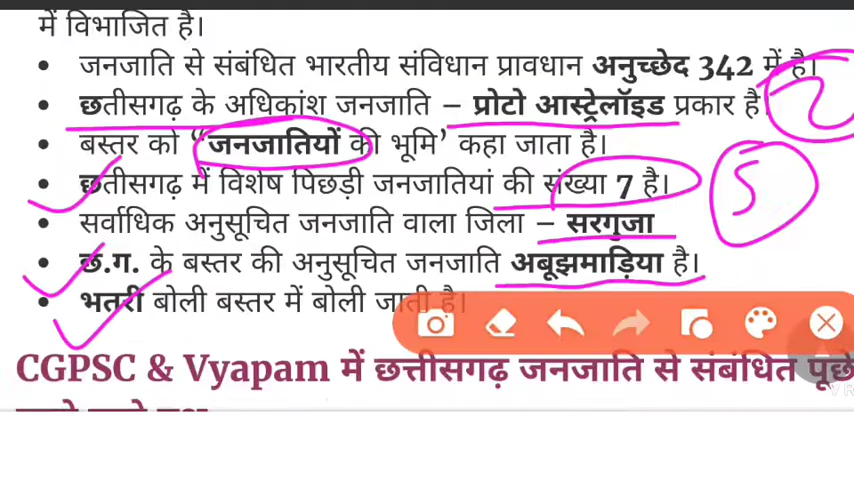 में विभाजित है।
• जनजाति से संबंधित भारतीय संविधान प्रावधान अनुच्छेद 342 में है।
• छतीसगढ़ के अधिकांश जनजाति – प्रोटो आस्ट्रेलॉइड प्रकार है
2
• बस्तर को “जनजातियों की भूमि’ कहा जाता है।
• छतीसगढ़ में विशेष पिछड़ी जनजातियां की संख्या 7 है।
5
• सर्वाधिक अनुसूचित जनजाति वाला जिला – सरगुजा
• छ.ग. के बस्तर की अनुसूचित जनजाति अबूझमाड़िया है।
• भतरी बोली बस्तर में बोली जाती है।
CGPSC & Vyapam में छत्तीसगढ़ जनजाति से संबंधित पूछे